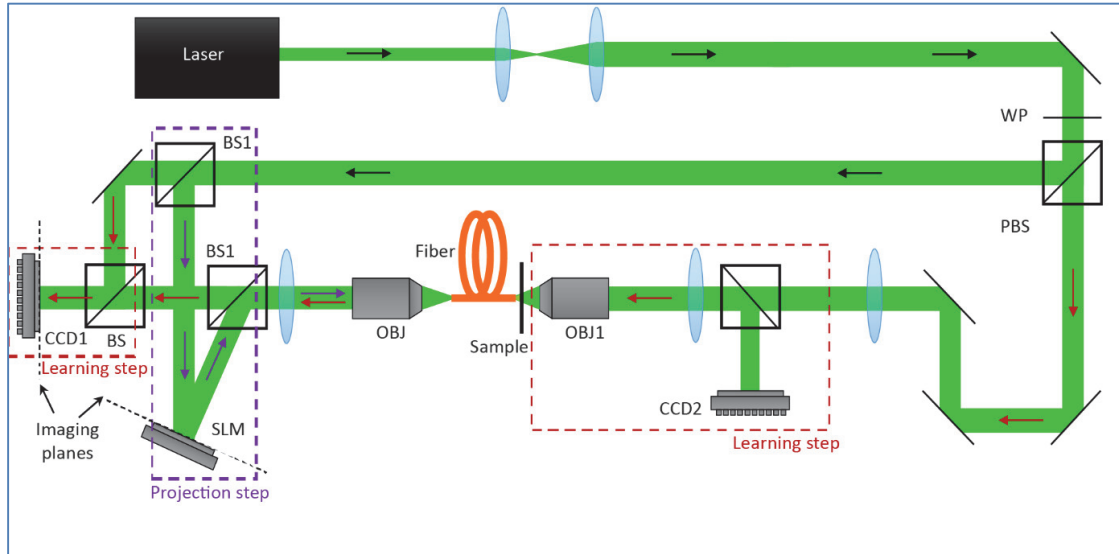 Laser
WP
BS1
PBS
BS1
Fiber
CCD1
BS
OBJ
Sample
OBJ1
Learning step
CCD2
Imaging
planes
SLM
Learning step
Projection step